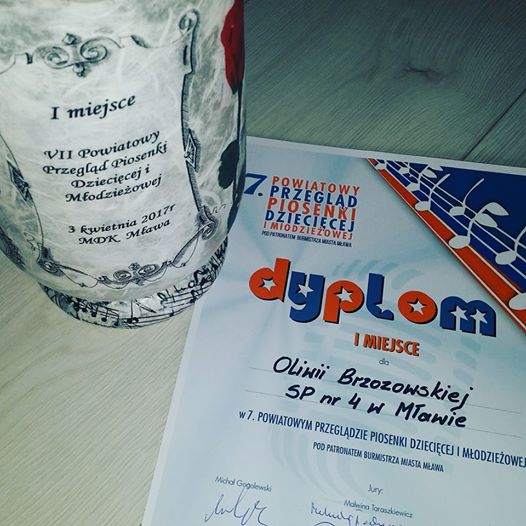 I miejsce
VII Powiatowy
Przegląd Piosenki
Dziecięcej i
Młodzieżowej
3 kwietnia 2017r
MDK, Mława
7. POWIATOWY
PRZEGLĄD
PIOSENKI
DZIECIĘCEJ
I MŁODZIEŻOWEJ
POD PATRONATEM BURMISTRZA MIASTA MŁAWA
dyplom
I MIEJSCE
dla
Oliwii Brzozowskiej
SP nr 4 w Mławie
w 7. POWIATOWYM PRZEGLĄDZIE PIOSENKI DZIECIĘCEJ I MŁODZIEŻOWEJ
POD PATRONATEM BURMISTRZA MIASTA MŁAWA
Jury:
Michał Gogolewski
Malwina Taraszkiewicz